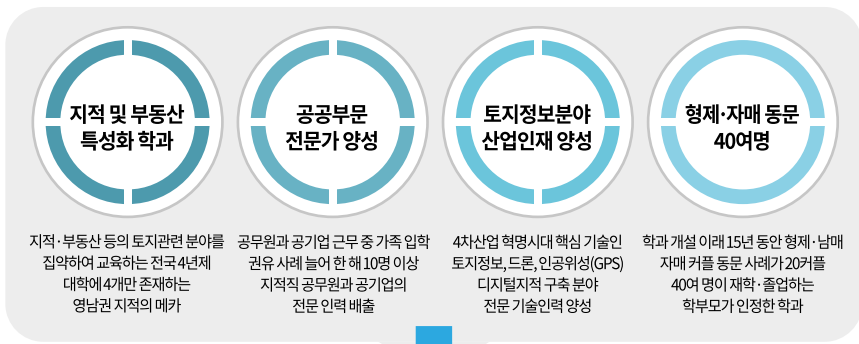 지적 및 부동산
특성화 학과
공공부문
전문가 양성
토지정보분야
산업인재 양성
형제·자매 동문
40여명
지적·부동산 등의 토지관련 분야를
집약하여 교육하는 전국 4년제
대학에 4개만 존재하는
영남권 지적의 메카
공무원과 공기업 근무 중 가족 입학
권유 사례 늘어 한 해 10명 이상
지적직 공무원과 공기업의
전문 인력 배출
4차산업 혁명시대 핵심 기술인
토지정보, 드론, 인공위성(GPS)
디지털지적 구축 분야
전문 기술인력 양성
학과 개설 이래 15년 동안 형제·남매
자매 커플 동문 사례가 20커플
40여 명이 재학·졸업하는
학부모가 인정한 학과